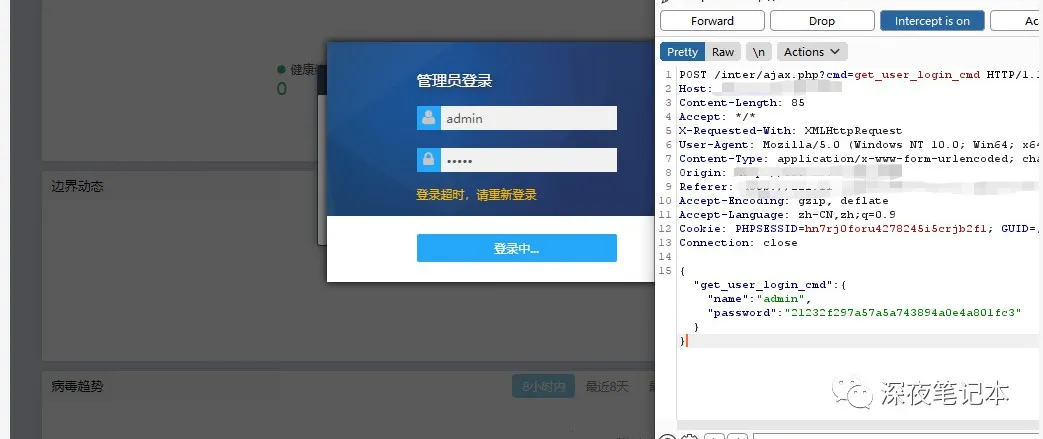 Forward Drop Intercept is on
Pretty Raw \n Actions
健康
0
边界动态
病毒趋势
8小时内 最近8天
管理员登录
admin
•••••
登录超时，请重新登录
登录中...
1 POST /inter/ajax.php?cmd=get_user_login_cmd HTTP/1.
2 Host:
3 Content-Length: 85
4 Accept: */*
5 X-Requested-With: XMLHttpRequest
6 User-Agent: Mozilla/5.0 (Windows NT 10.0; Win64; x64
7 Content-Type: application/x-www-form-urlencoded; cha
8 Origin:
9 Referer:
10 Accept-Encoding: gzip, deflate
11 Accept-Language: zh-CN,zh;q=0.9
12 Cookie: PHPSESSID=hn7rj0foru4278245i5crjb2f1; GUID=
13 Connection: close
14
15 {
"get_user_login_cmd":{
"name":"admin",
"password":"21232f297a57a5a743894a0e4a801fc3"
}
}
深夜笔记本